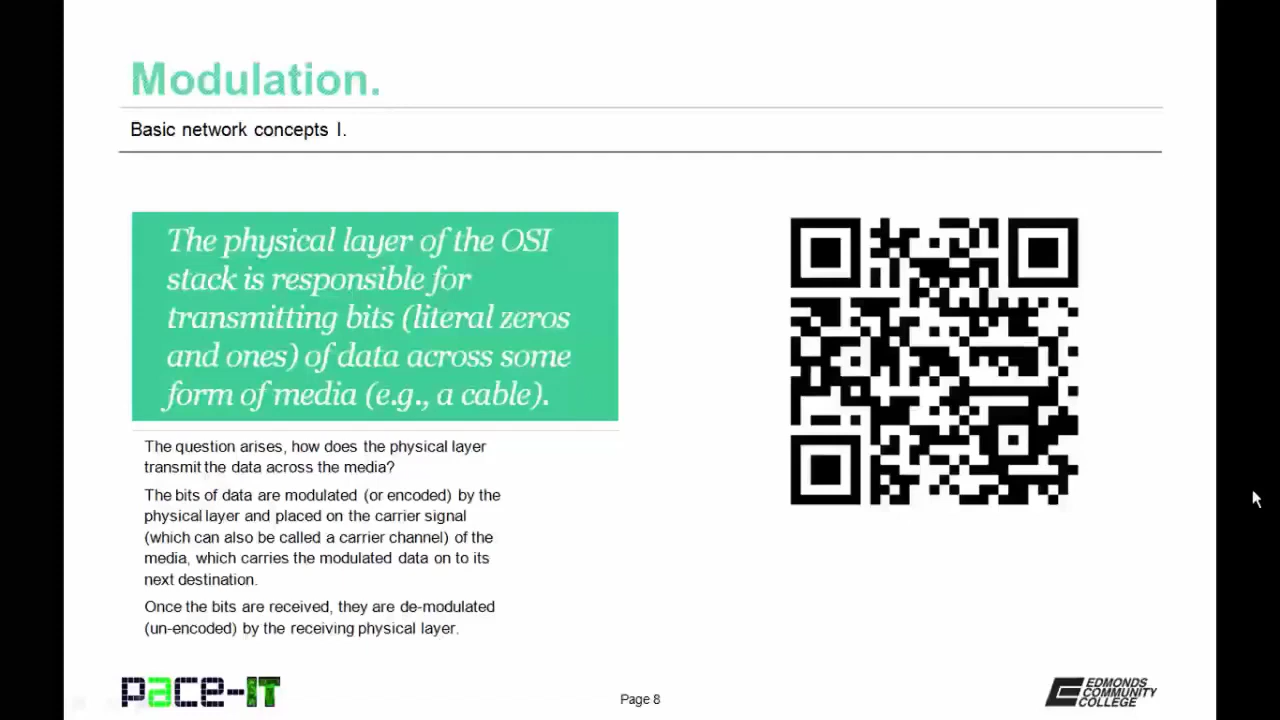 Modulation.
Basic network concepts I.
The physical layer of the OSI
stack is responsible for
transmitting bits (literal zeros
and ones) of data across some
form of media (e.g., a cable).
The question arises, how does the physical layer
transmit the data across the media?
The bits of data are modulated (or encoded) by the
physical layer and placed on the carrier signal
(which can also be called a carrier channel) of the
media, which carries the modulated data on to its
next destination.
Once the bits are received, they are de-modulated
(un-encoded) by the receiving physical layer.
pace-IT
Page 8
EDMONDS
COMMUNITY
COLLEGE